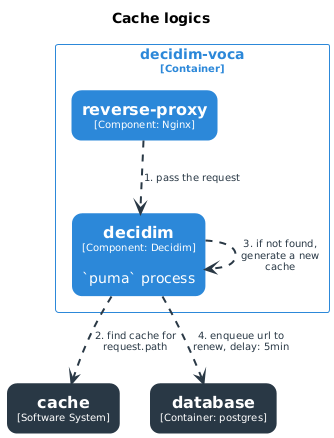 Cache logics
decidim-voca
[Container]
reverse-proxy
[Component: Nginx]
1. pass the request
decidim
[Component: Decidim]
`puma` process
3. if not found,
generate a new
cache
2. find cache for
request.path
4. enqueue url to
renew, delay: 5min
cache
[Software System]
database
[Container: postgres]